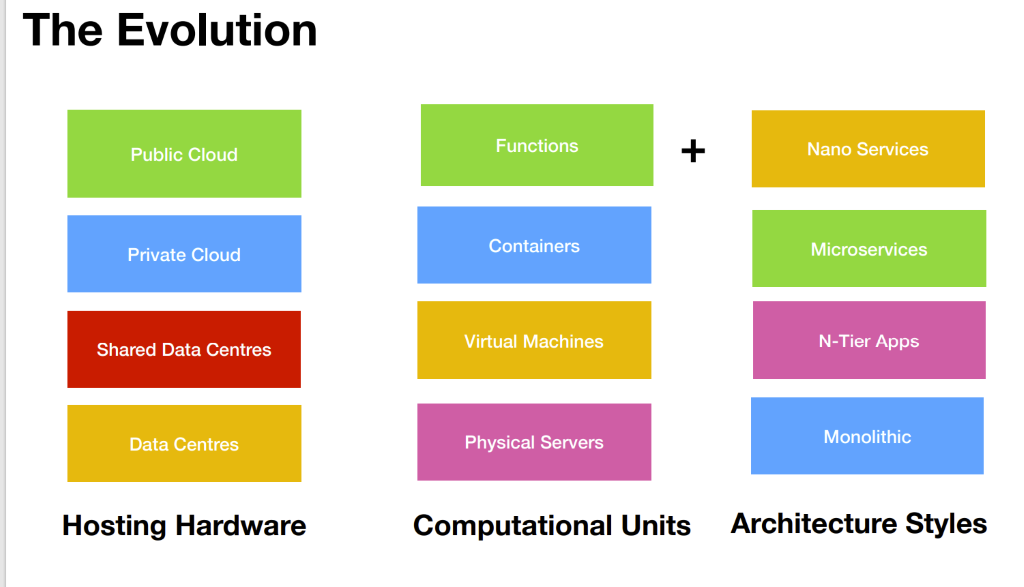 The Evolution
Public Cloud
Functions
+
Nano Services
Private Cloud
Containers
Microservices
Shared Data Centres
Virtual Machines
N-Tier Apps
Data Centres
Physical Servers
Monolithic
Hosting Hardware
Computational Units
Architecture Styles